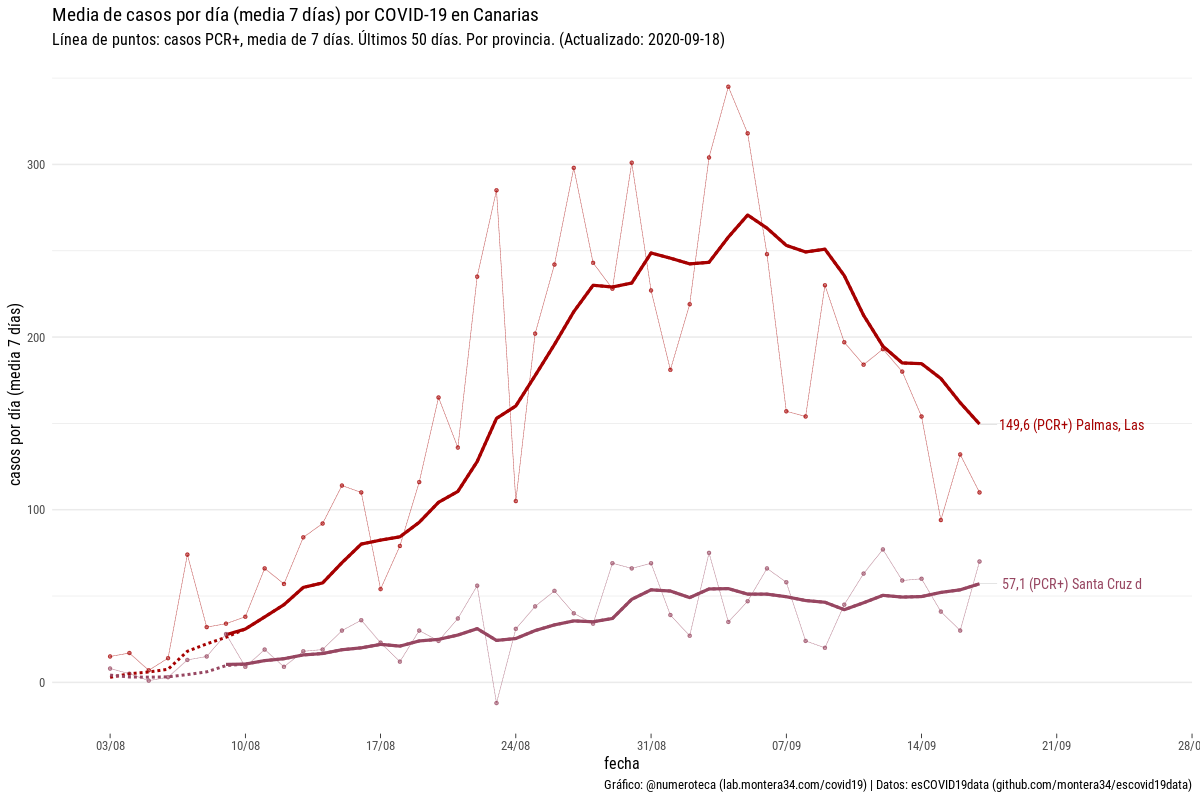 Media de casos por día (media 7 días) por COVID-19 en Canarias
Línea de puntos: casos PCR+, media de 7 días. Últimos 50 días. Por provincia. (Actualizado: 2020-09-18)
casos por día (media 7 días)
300
200
100
0
149,6 (PCR+) Palmas, Las
57,1 (PCR+) Santa Cruz d
03/08
10/08
17/08
24/08
31/08
07/09
14/09
21/09
28/0
fecha
Gráfico: @numeroteca (lab.montera34.com/covid19) | Datos: esCOVID19data (github.com/montera34/escovid19data)